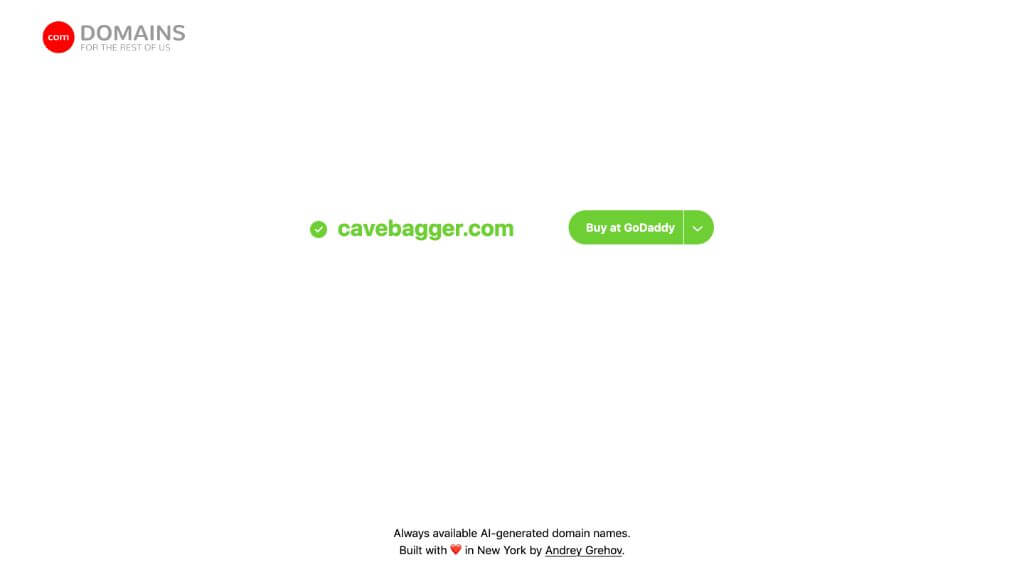 com DOMAINS
FOR THE REST OF US
cavebagger.com
Buy at GoDaddy
Always available AI-generated domain names.
Built with ❤️ in New York by Andrey Grehov.